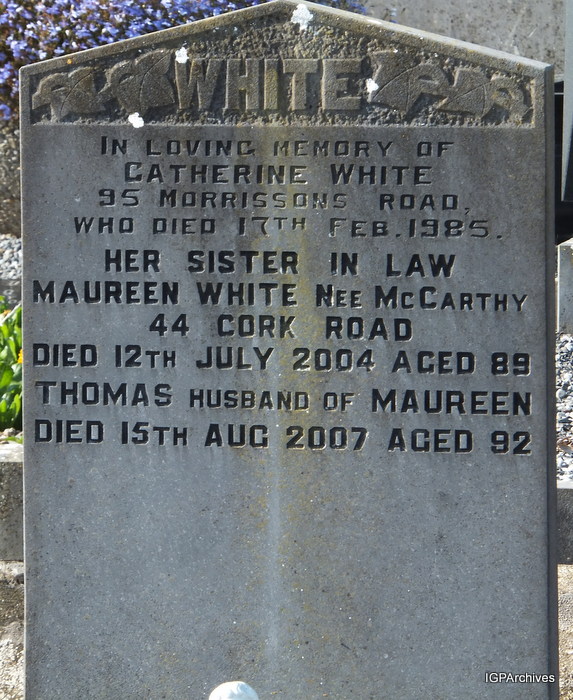 WHITE
IN LOVING MEMORY OF
CATHERINE WHITE
95 MORRISSONS ROAD,
WHO DIED 17TH FEB. 1985.
HER SISTER IN LAW
MAUREEN WHITE NEE MCCARTHY
44 CORK ROAD
DIED 12TH JULY 2004 AGED 89
THOMAS HUSBAND OF MAUREEN
DIED 15TH AUG 2007 AGED 92
IGPArchives